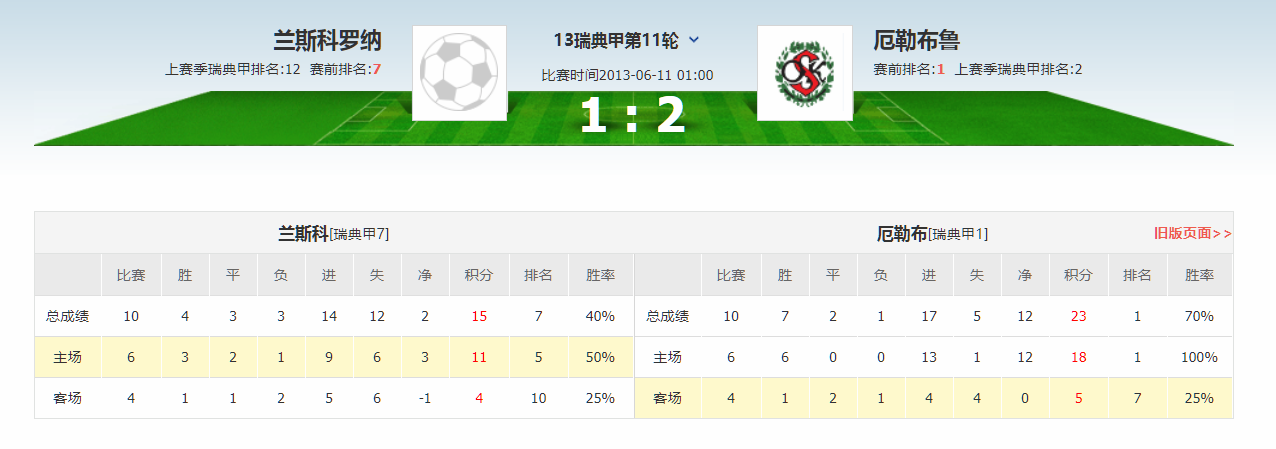 兰斯科罗纳
13瑞典甲第11轮
厄勒布鲁
上赛季瑞典甲排名:12 赛前排名:7
比赛时间2013-06-11 01:00
赛前排名:1 上赛季瑞典甲排名:2
OSK
1 : 2
兰斯科[瑞典甲7] 厄勒布[瑞典甲1] 旧版页面>>
比赛 胜 平 负 进 失 净 积分 排名 胜率 比赛 胜 平 负 进 失 净 积分 排名 胜率
总成绩 10 4 3 3 14 12 2 15 7 40% 总成绩 10 7 2 1 17 5 12 23 1 70%
主场 6 3 2 1 9 6 3 11 5 50% 主场 6 6 0 0 13 1 12 18 1 100%
客场 4 1 1 2 5 6 -1 4 10 25% 客场 4 1 2 1 4 4 0 5 7 25%